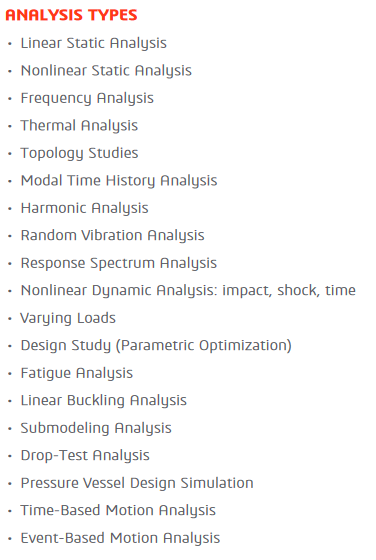 ANALYSIS TYPES
• Linear Static Analysis
• Nonlinear Static Analysis
• Frequency Analysis
• Thermal Analysis
• Topology Studies
• Modal Time History Analysis
• Harmonic Analysis
• Random Vibration Analysis
• Response Spectrum Analysis
• Nonlinear Dynamic Analysis: impact, shock, time
• Varying Loads
• Design Study (Parametric Optimization)
• Fatigue Analysis
• Linear Buckling Analysis
• Submodeling Analysis
• Drop-Test Analysis
• Pressure Vessel Design Simulation
• Time-Based Motion Analysis
• Event-Based Motion Analysis